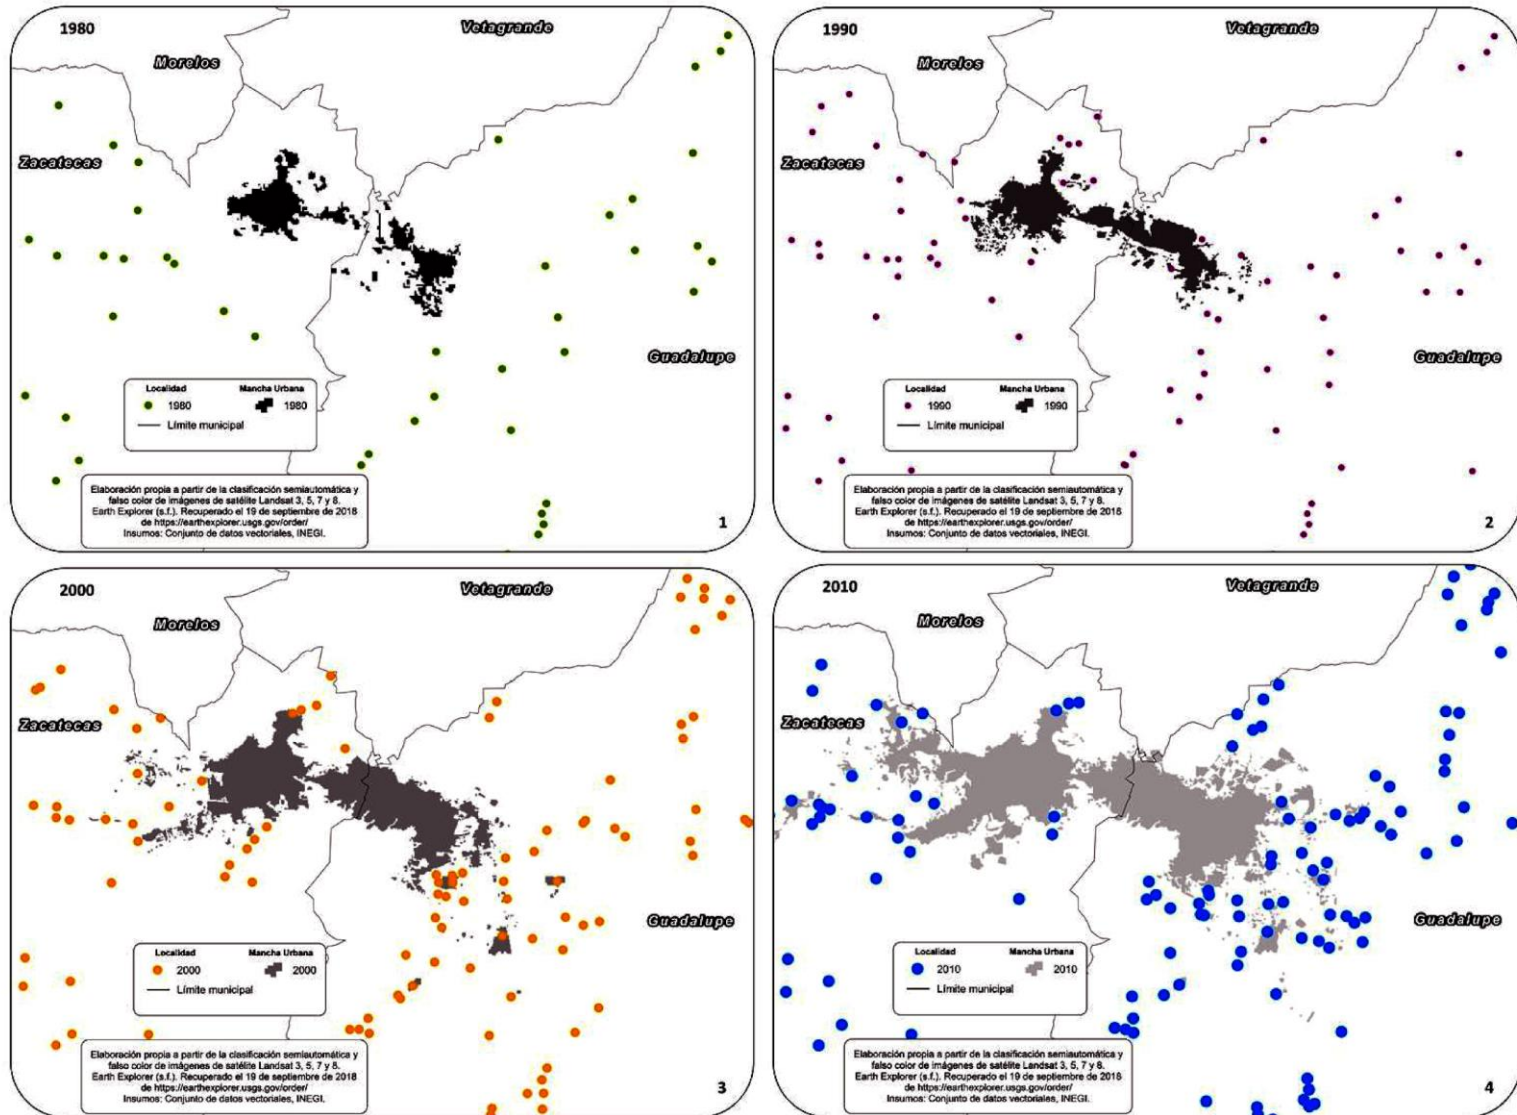 1980
Vetagrande
Morelos
Zacatecas
Guadalupe
Localidad Mancha Urbana
1980 1980
Límite municipal
Elaboración propia a partir de la clasificación semiautomática y
falso color de imágenes de satélite Landsat 3, 5, 7 y 8.
Earth Explorer (s.f.). Recuperado el 19 de septiembre de 2018
de https://earthexplorer.usgs.gov/order/
Insumos: Conjunto de datos vectoriales, INEGI.
1
1990
Vetagrande
Morelos
Zacatecas
Guadalupe
Localidad Mancha Urbana
1990 1990
Límite municipal
Elaboración propia a partir de la clasificación semiautomática y
falso color de imágenes de satélite Landsat 3, 5, 7 y 8.
Earth Explorer (s.f.). Recuperado el 19 de septiembre de 2018
de https://earthexplorer.usgs.gov/order/
Insumos: Conjunto de datos vectoriales, INEGI.
2
2000
Vetagrande
Morelos
Zacatecas
Guadalupe
Localidad Mancha Urbana
2000 2000
Límite municipal
Elaboración propia a partir de la clasificación semiautomática y
falso color de imágenes de satélite Landsat 3, 5, 7 y 8.
Earth Explorer (s.f.). Recuperado el 19 de septiembre de 2018
de https://earthexplorer.usgs.gov/order/
Insumos: Conjunto de datos vectoriales, INEGI.
3
2010
Vetagrande
Morelos
Zacatecas
Guadalupe
Localidad Mancha Urbana
2010 2010
Límite municipal
Elaboración propia a partir de la clasificación semiautomática y
falso color de imágenes de satélite Landsat 3, 5, 7 y 8.
Earth Explorer (s.f.). Recuperado el 19 de septiembre de 2018
de https://earthexplorer.usgs.gov/order/
Insumos: Conjunto de datos vectoriales, INEGI.
4